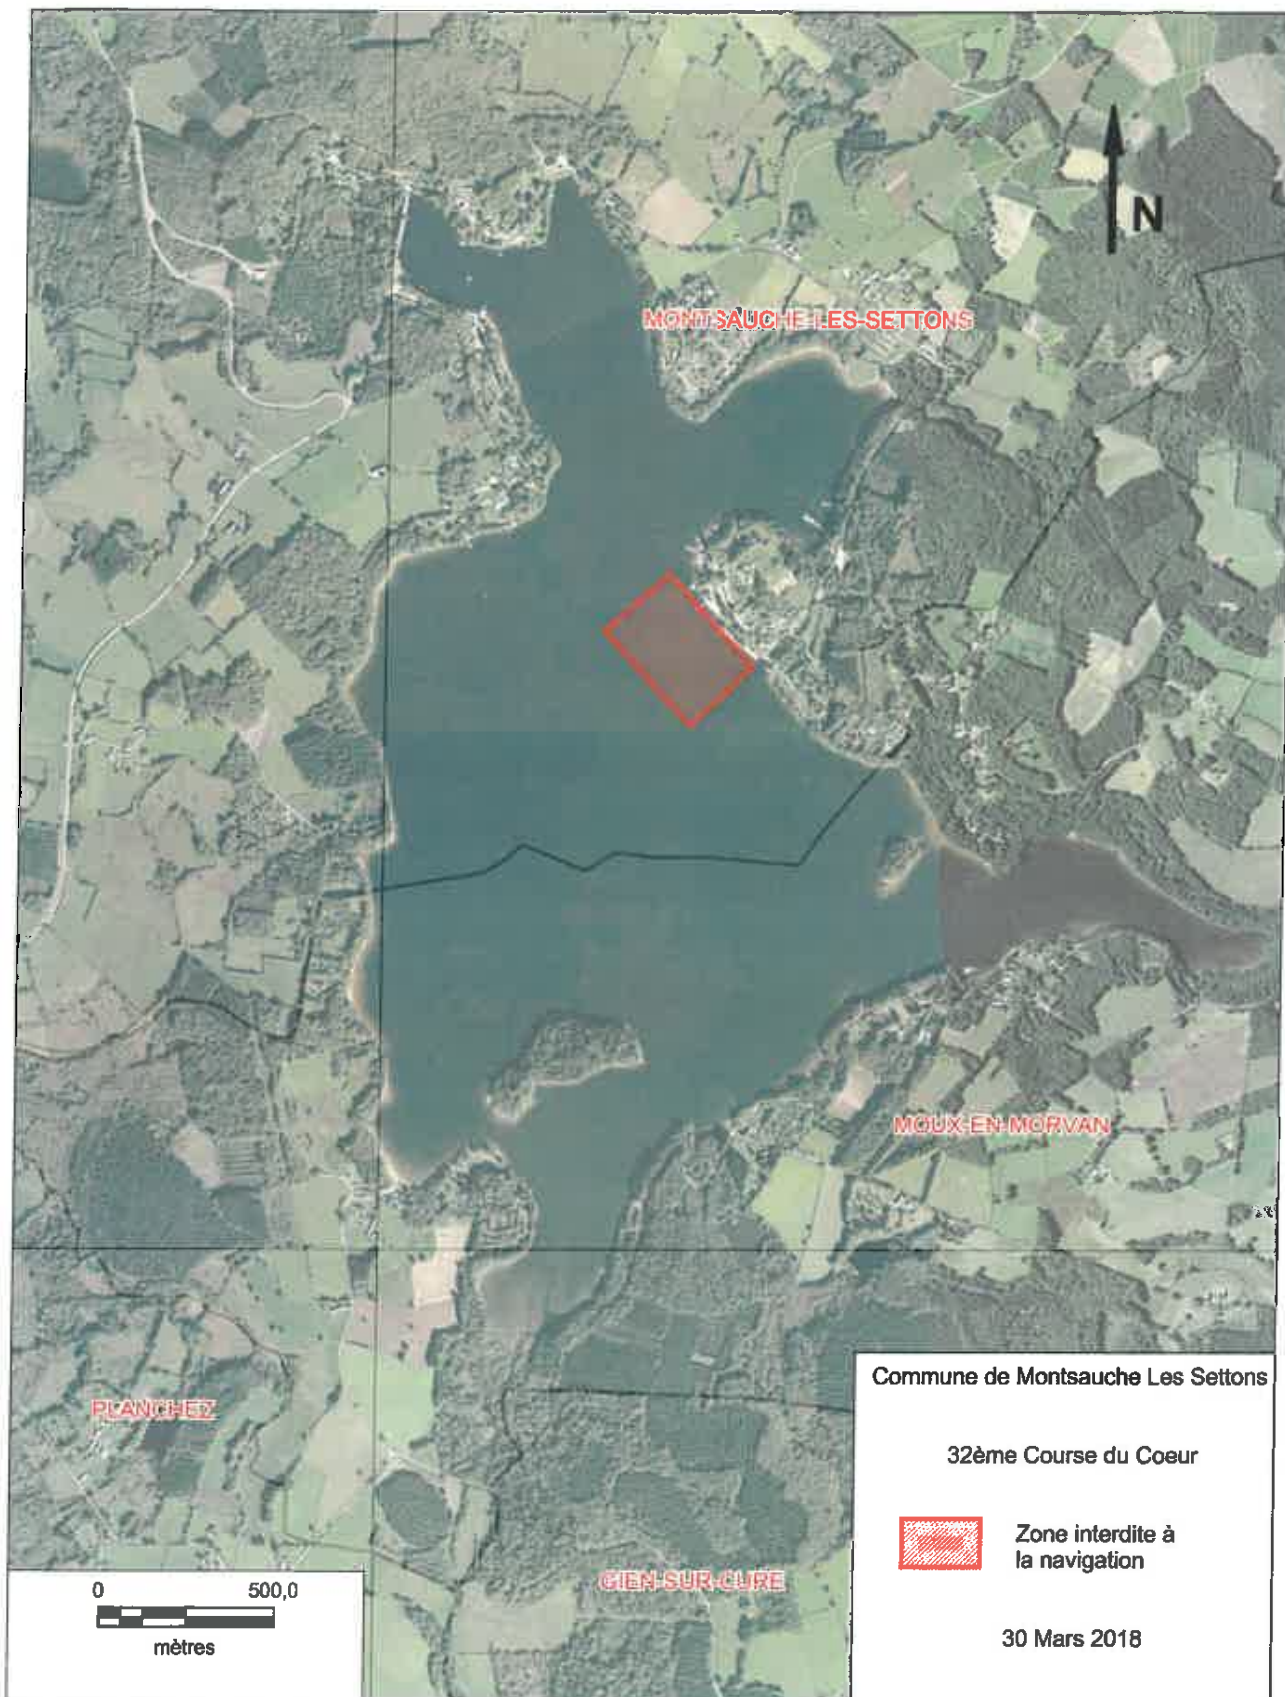 N
MONTSAUCHE-LES-SETTONS
MOUX-EN-MORVAN
PLANCHEZ
GIEN-SUR-CURE
Commune de Montsauche Les Settons
32ème Course du Coeur
Zone interdite à
la navigation
30 Mars 2018
0 500,0
mètres